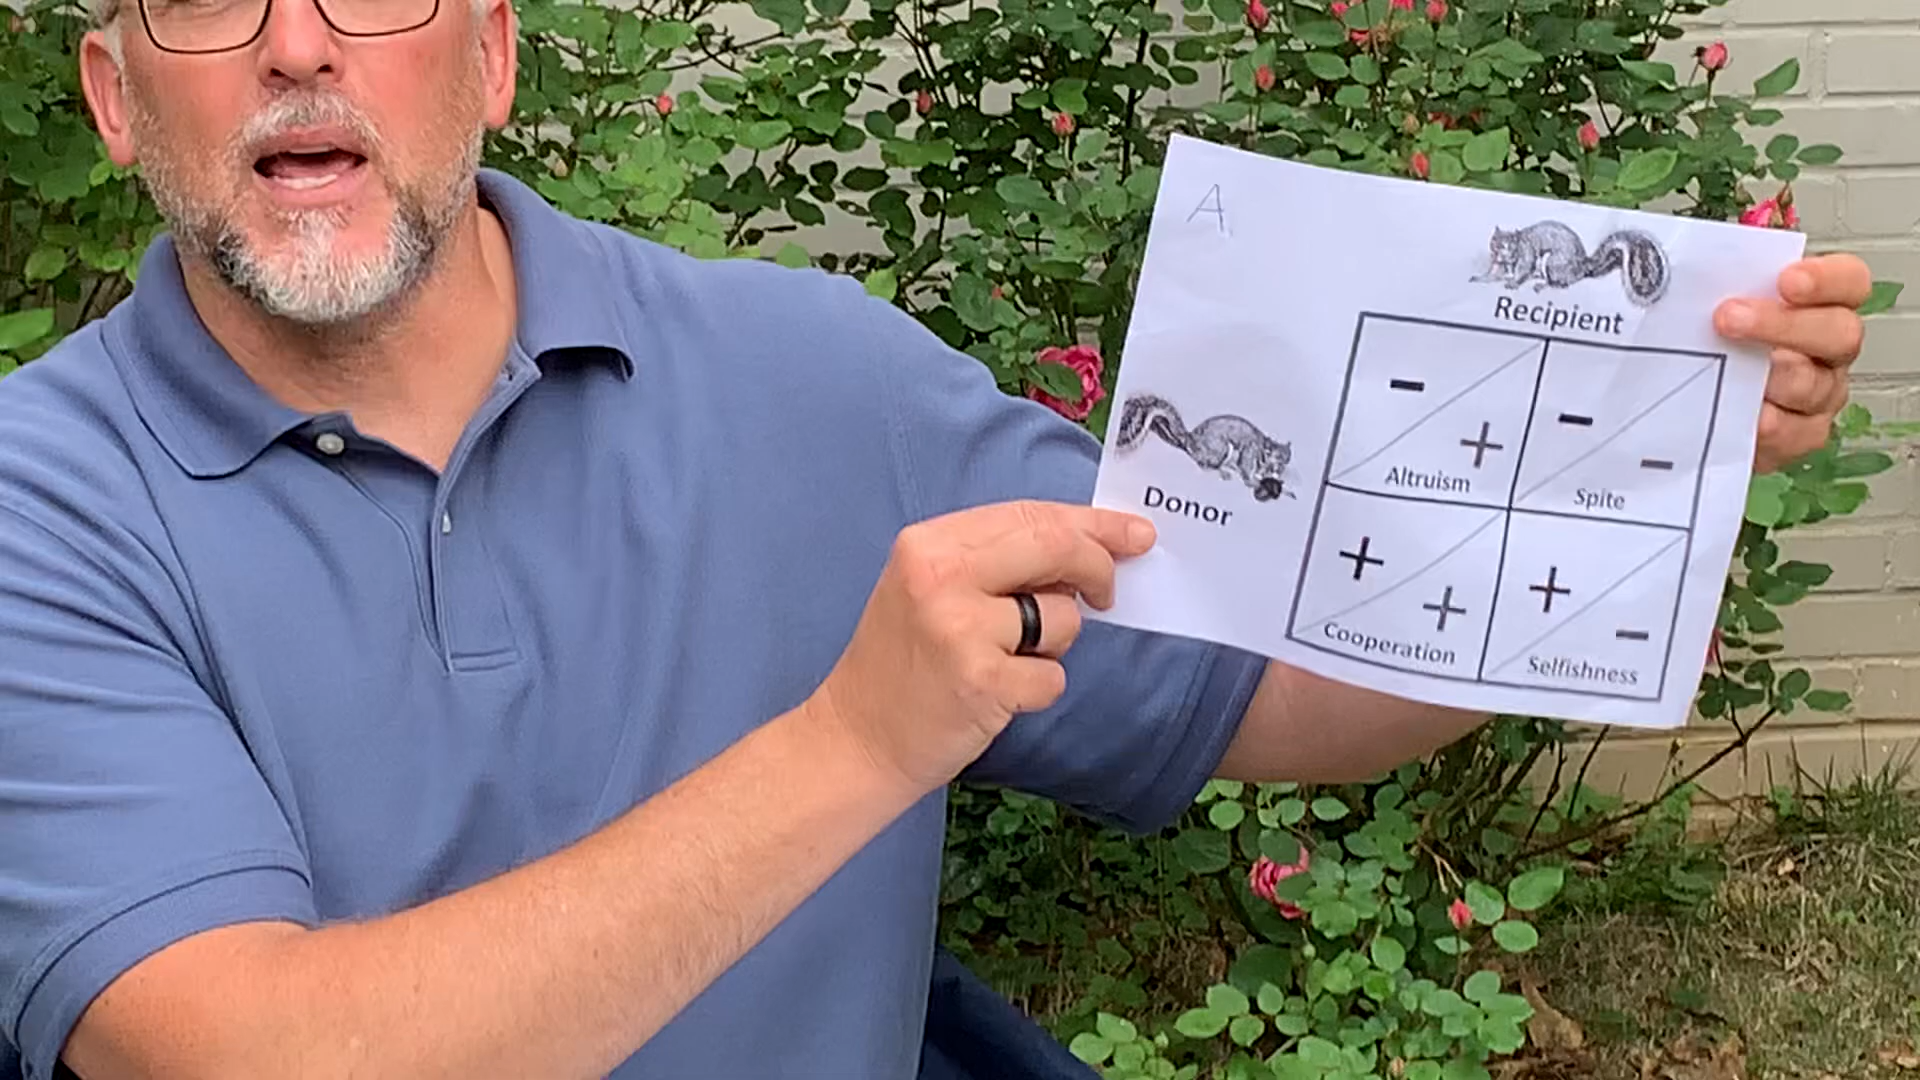 A
Recipient
Donor
- +
Altruism
- -
Spite
+ +
Cooperation
+ -
Selfishness